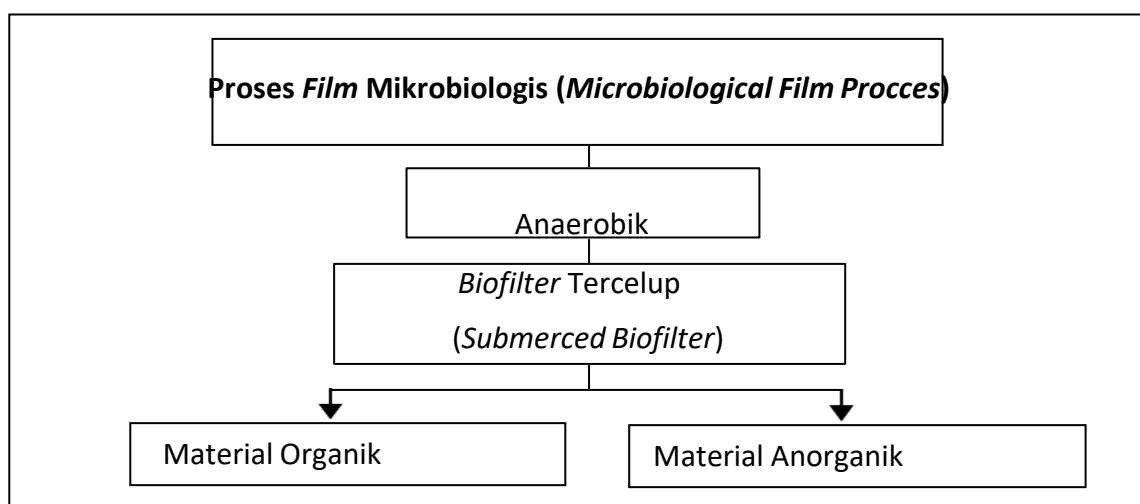 Proses Film Mikrobiologis (Microbiological Film Procces)
Anaerobik
Biofilter Tercelup
(Submerced Biofilter)
Material Organik
Material Anorganik